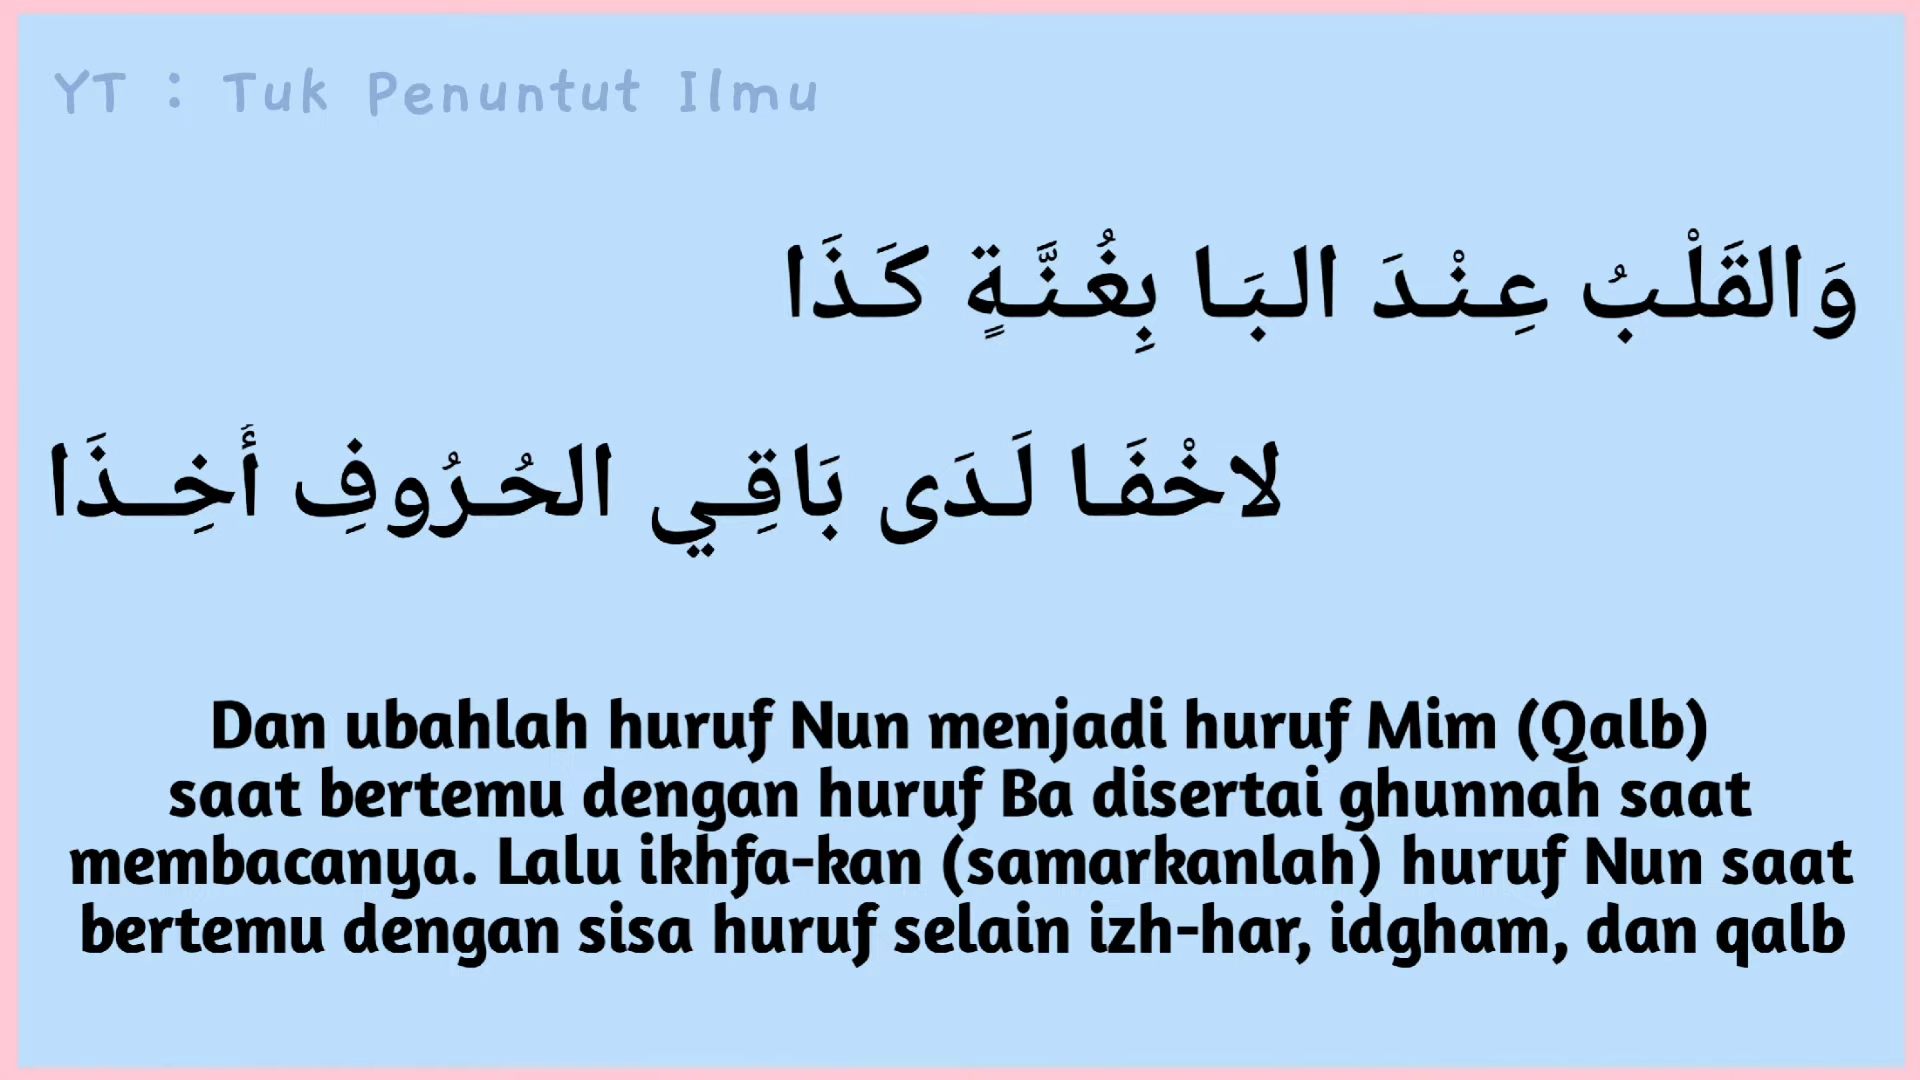 YT : Tuk Penuntut Ilmu
وَالقَلْبُ عِنْدَ البَا بِغُنَّةٍ كَذَا
لاخْفَا لَدَى بَاقِي الحُرُوفِ أُخِذَا
Dan ubahlah huruf Nun menjadi huruf Mim (Qalb)
saat bertemu dengan huruf Ba disertai ghunnah saat
membacanya. Lalu ikhfa-kan (samarkanlah) huruf Nun saat
bertemu dengan sisa huruf selain izh-har, idgham, dan qalb